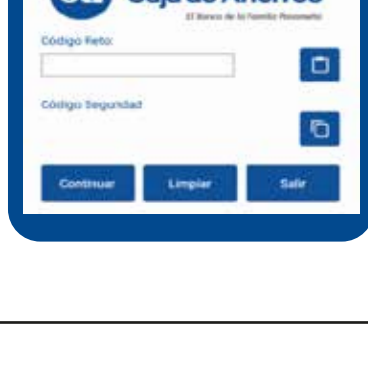 Caja de Ahorros
El Banco de la Familia Panameña
Código Reto:
Código Seguridad
Continuar Limpiar Salir